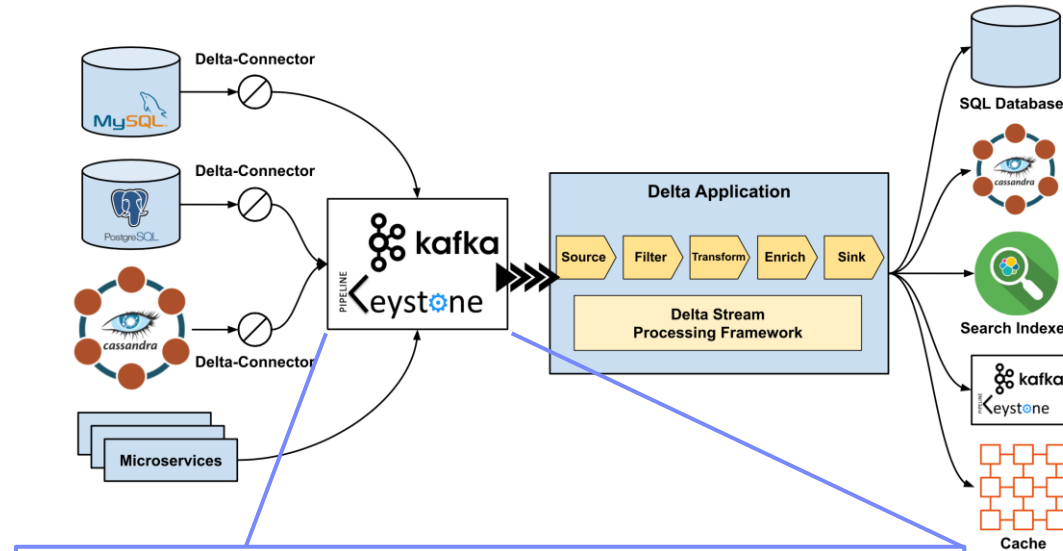 Delta-Connector
MySQL
Delta-Connector
PostgreSQL
cassandra
Delta-Connector
Microservices
kafka
PIPELINE
Keystone
Delta Application
Source
Filter
Transform
Enrich
Sink
Delta Stream
Processing Framework
SQL Database
cassandra
Search Indexe
kafka
PIPELINE
Keystone
Cache